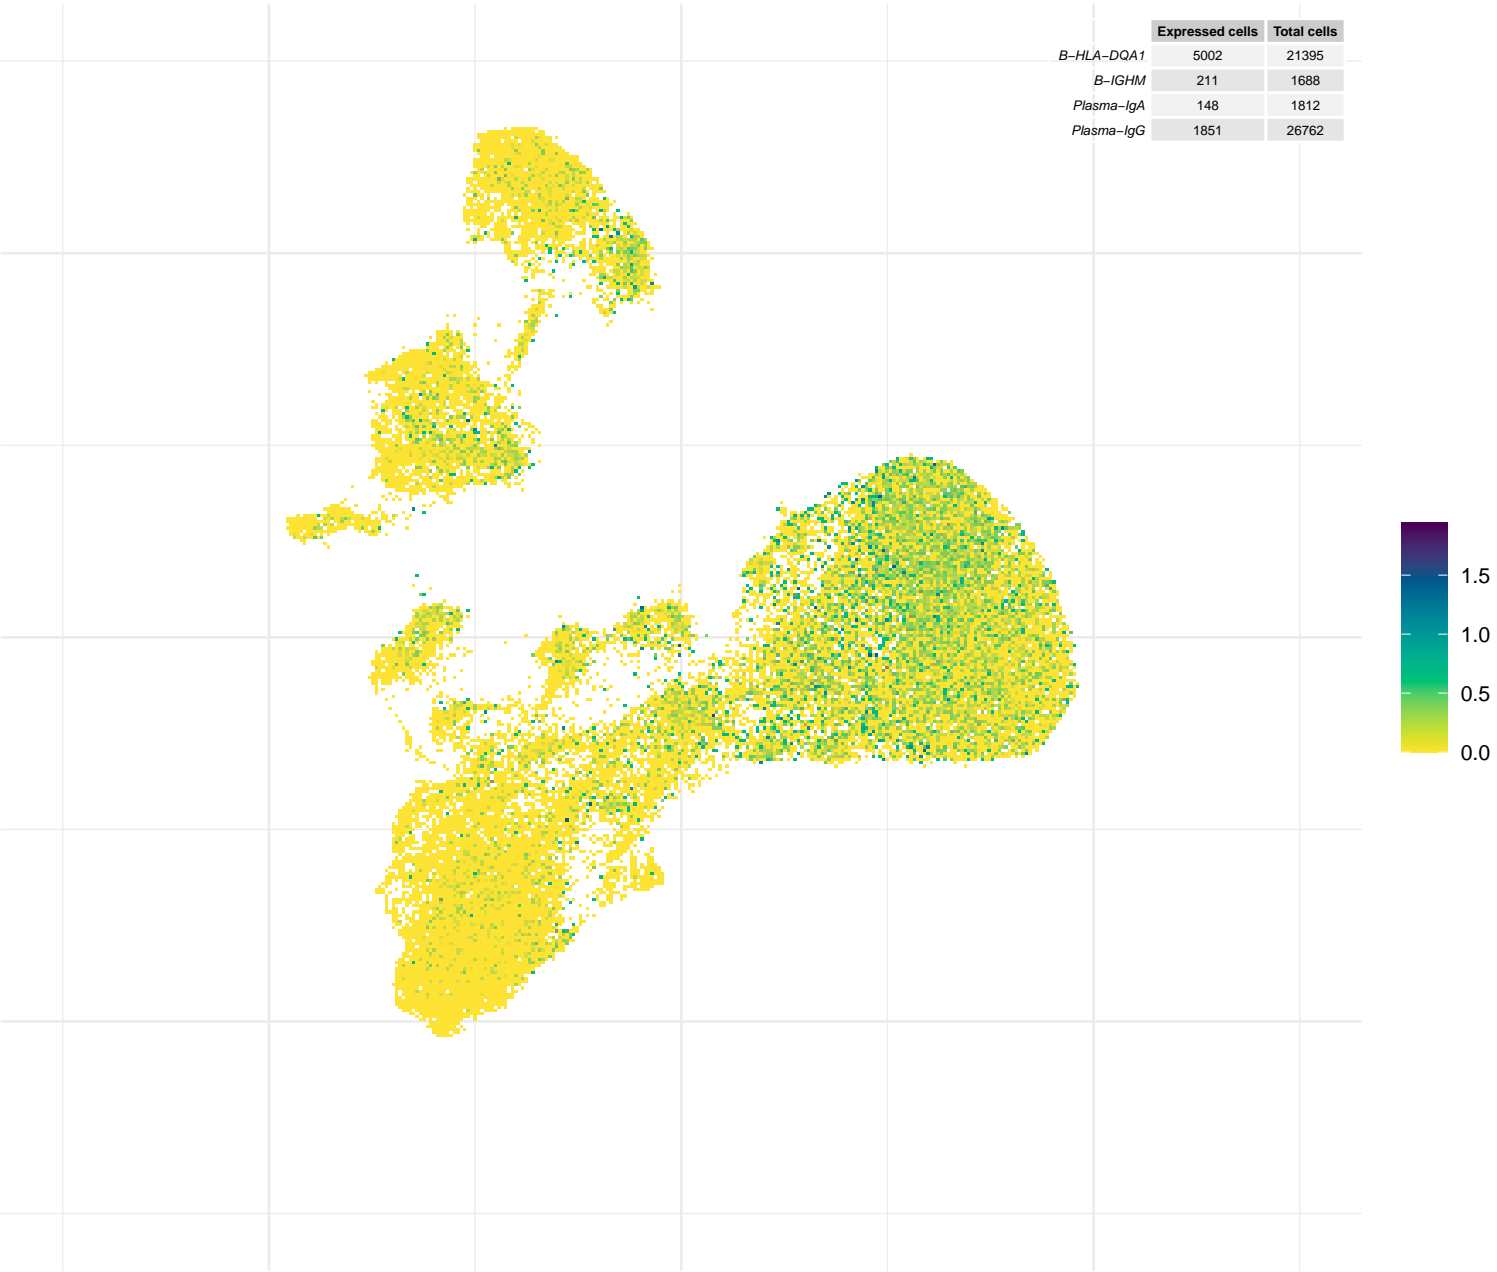 Expressed cells Total cells
B−HLA−DQA1 5002 21395
B−IGHM 211 1688
Plasma−IgA 148 1812
Plasma−IgG 1851 26762
1.5
1.0
0.5
0.0